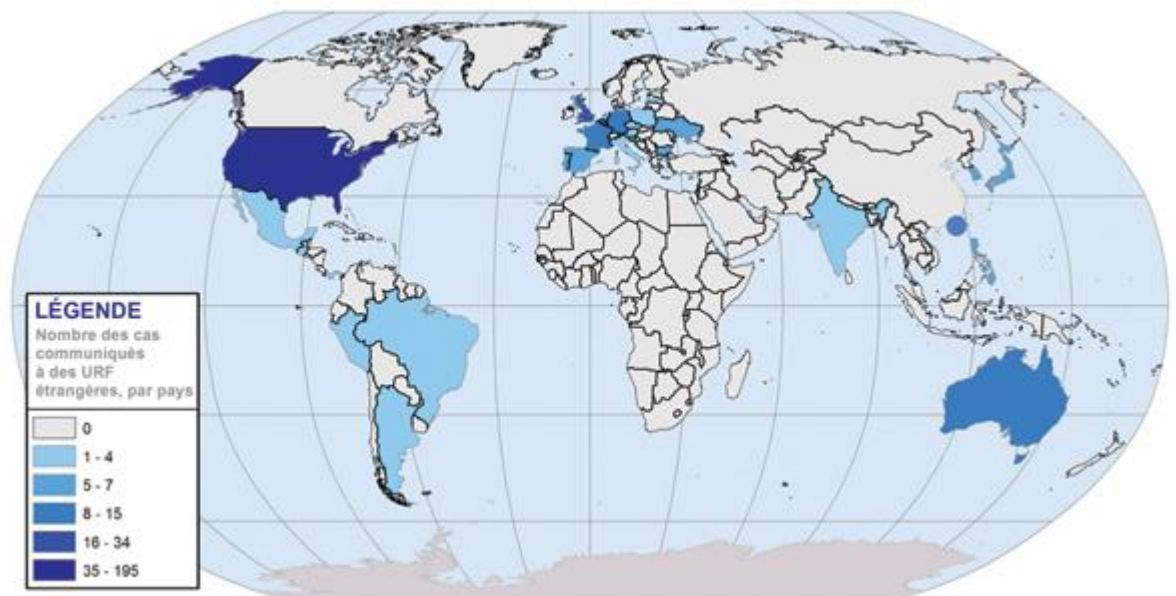 LÉGENDE
Nombre des cas
communiqués
à des URF
étrangères, par pays
0
1 - 4
5 - 7
8 - 15
16 - 34
35 - 195